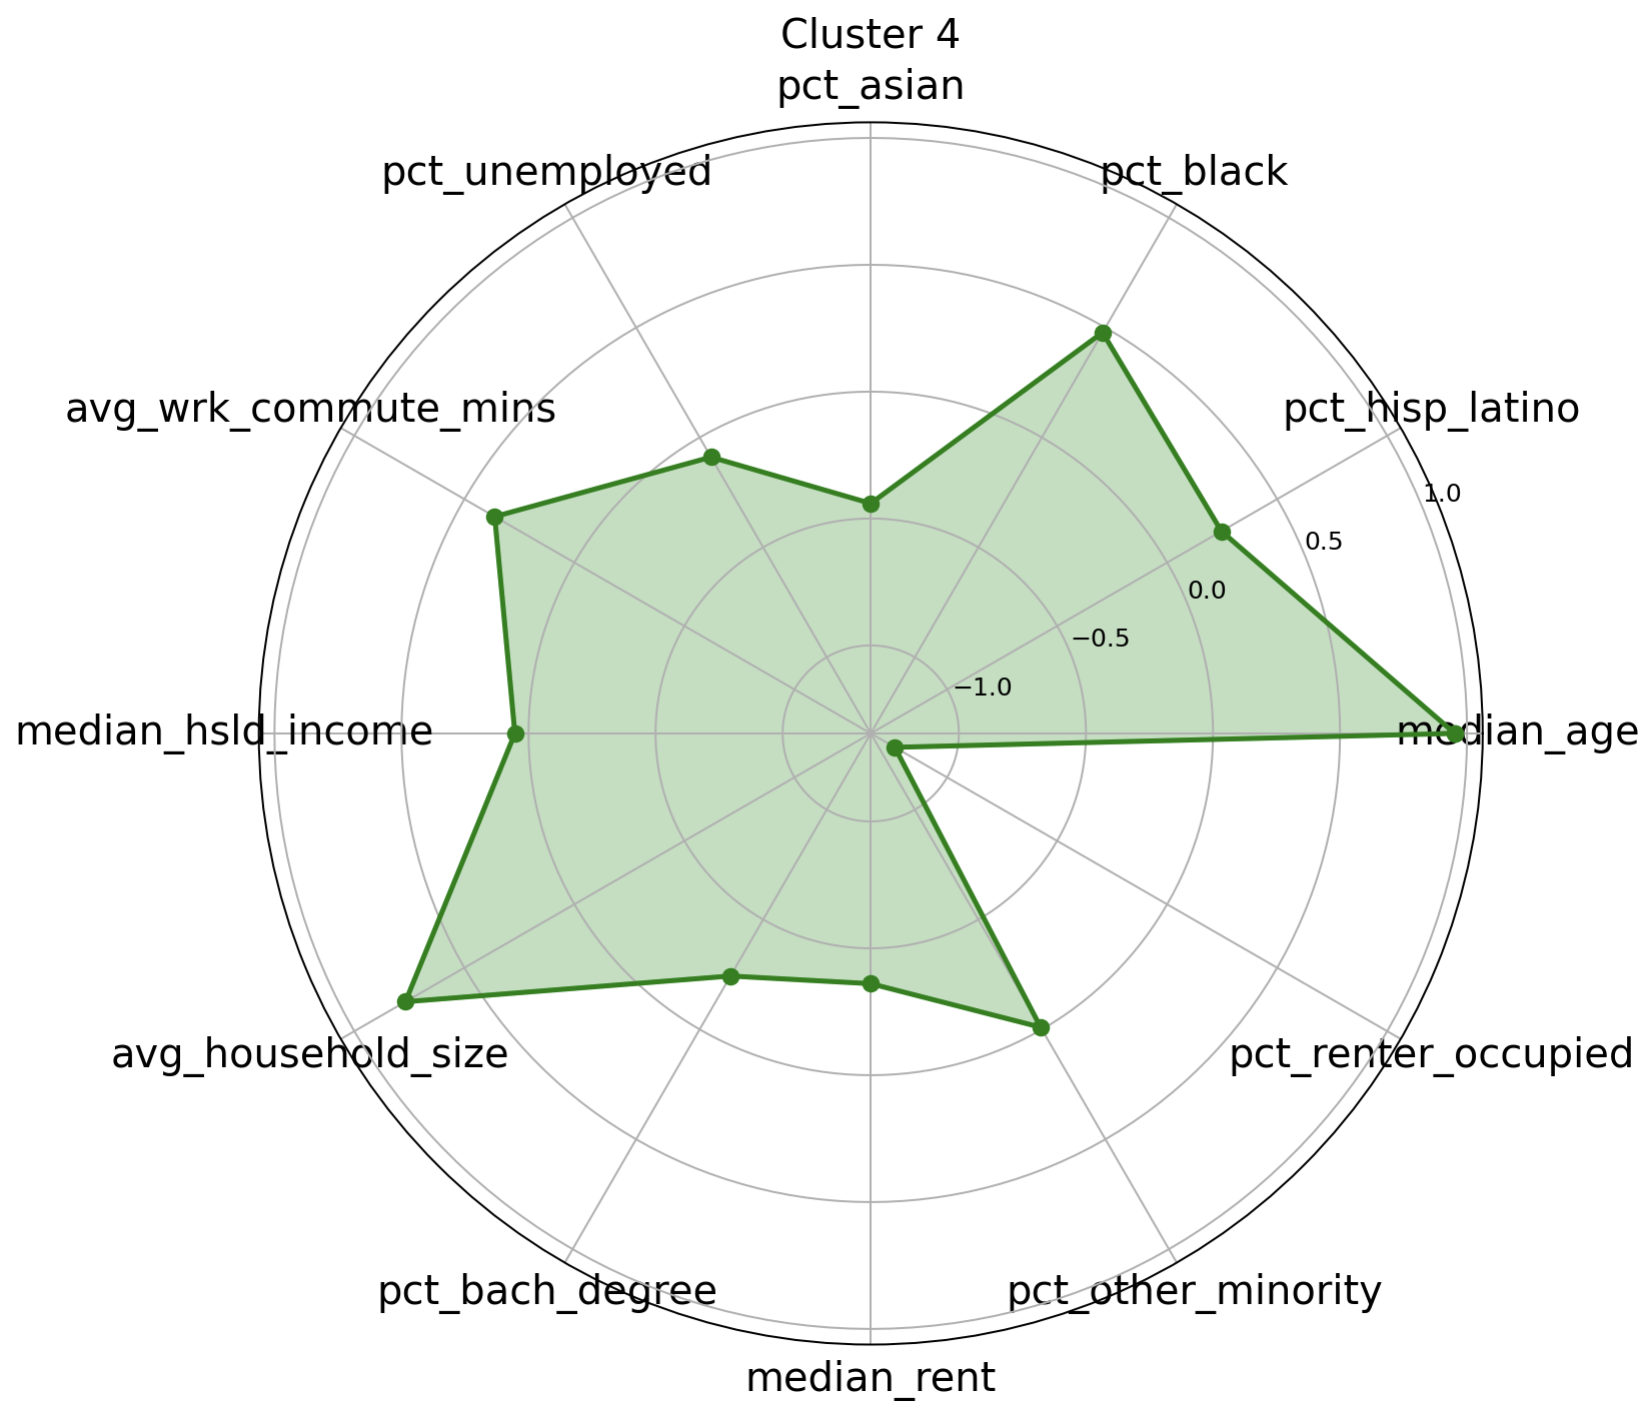 Cluster 4
pct_asian
pct_unemployed
pct_black
avg_wrk_commute_mins
pct_hisp_latino
1.0
0.5
0.0
−0.5
−1.0
median_hsld_income
median_age
avg_household_size
pct_renter_occupied
pct_bach_degree
pct_other_minority
median_rent